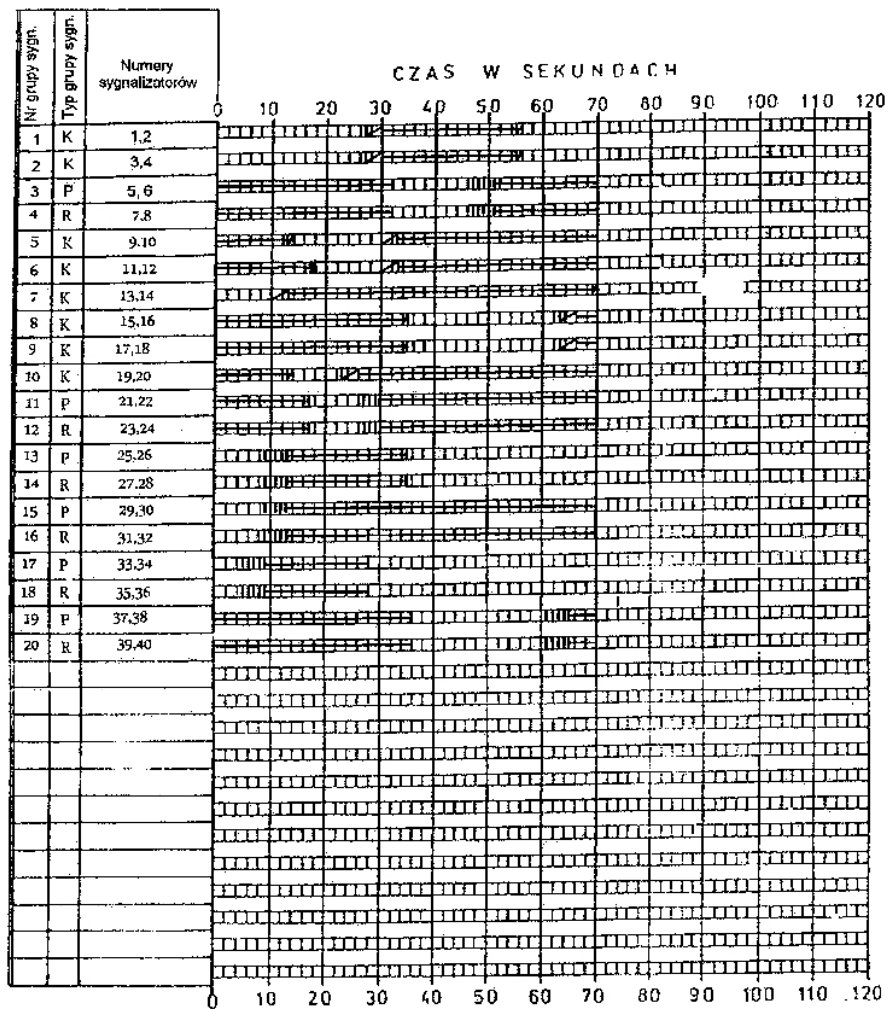 Nr grupy sygn.
Typ grupy sygn.
Numery
sygnalizatorów
CZAS W SEKUNDACH
0 10 20 30 40 50 60 70 80 90 100 110 120
1 K 1,2
2 K 3,4
3 P 5,6
4 R 7.8
5 K 9.10
6 K 11,12
7 K 13,14
8 K 15,16
9 K 17,18
10 K 19,20
11 P 21,22
12 R 23,24
13 P 25,26
14 R 27,28
15 P 29,30
16 R 31,32
17 P 33,34
18 R 35,36
19 P 37,38
20 R 39,40
0 10 20 30 40 50 60 70 80 90 100 110 .120